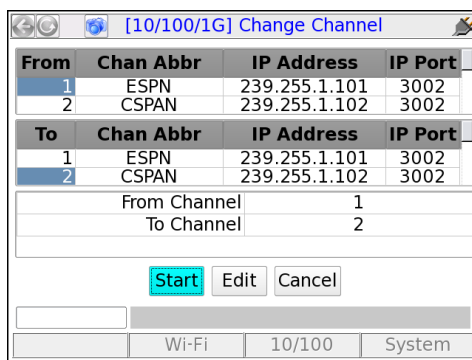 [10/100/1G] Change Channel
From Chan Abbr IP Address IP Port
1 ESPN 239.255.1.101 3002
2 CSPAN 239.255.1.102 3002
To Chan Abbr IP Address IP Port
1 ESPN 239.255.1.101 3002
2 CSPAN 239.255.1.102 3002
From Channel 1
To Channel 2
Start Edit Cancel
Wi-Fi 10/100 System